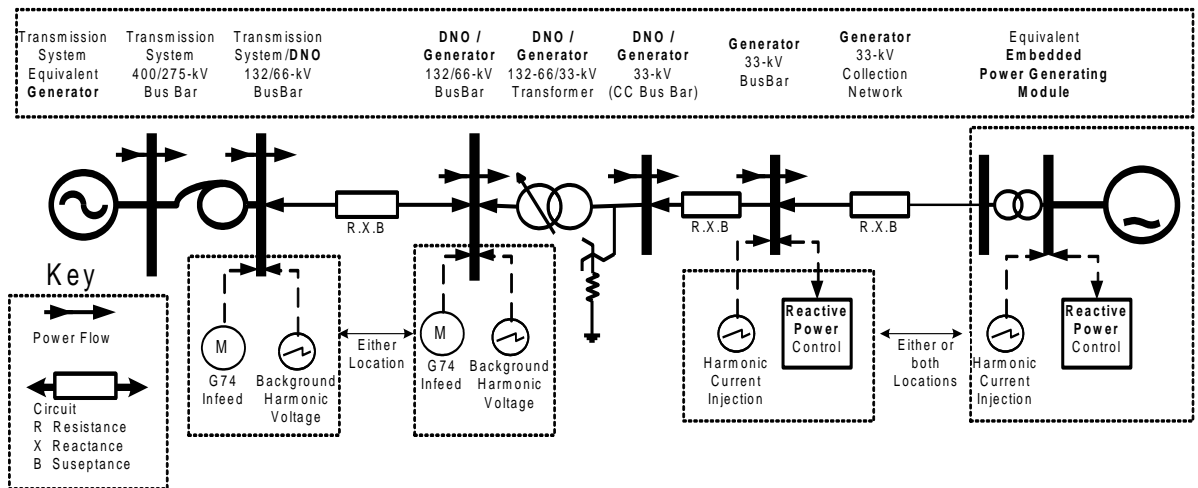 Transmission
System
Equivalent
Generator
Transmission
System
400/275-kV
Bus Bar
Transmission
System/DNO
132/66-kV
BusBar
DNO /
Generator
132/66-kV
BusBar
DNO /
Generator
132-66/33-kV
Transformer
DNO /
Generator
33-kV
(CC Bus Bar)
Generator
33-kV
BusBar
Generator
33-kV
Collection
Network
Equivalent
Embedded
Power Generating
Module
R.X.B
R.X.B
R.X.B
Key
Power Flow
Circuit
R Resistance
X Reactance
B Suseptance
M
G74
Infeed
Background
Harmonic
Voltage
Either
Location
M
G74
Infeed
Background
Harmonic
Voltage
Harmonic
Current
Injection
Reactive
Power
Control
Either or
both
Locations
Harmonic
Current
Injection
Reactive
Power
Control